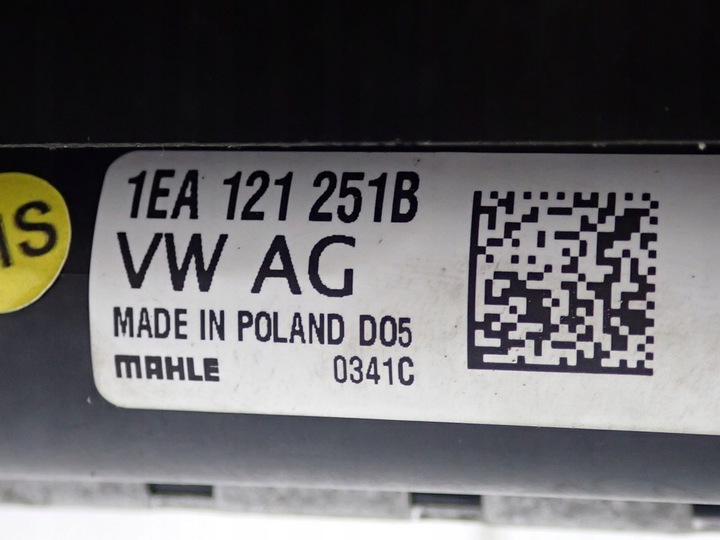 IS
1EA 121 251B
VW AG
MADE IN POLAND D05
MAHLE 0341C